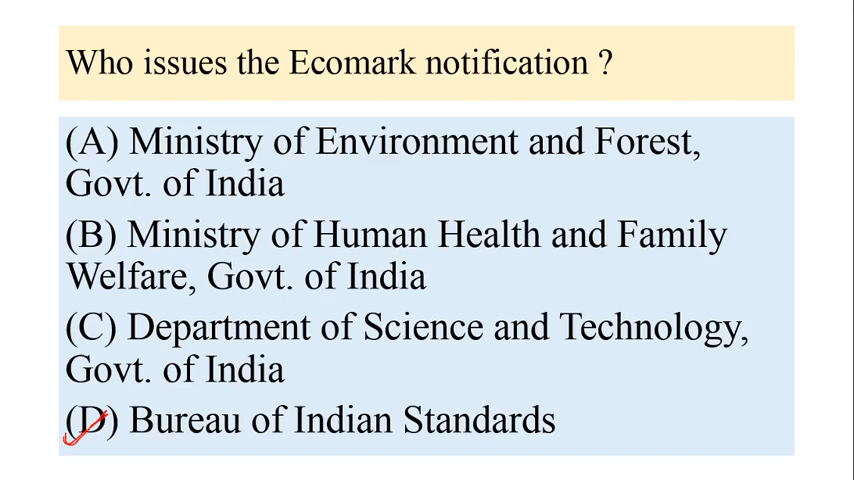 Who issues the Ecomark notification ?
(A) Ministry of Environment and Forest,
Govt. of India
(B) Ministry of Human Health and Family
Welfare, Govt. of India
(C) Department of Science and Technology,
Govt. of India
(D) Bureau of Indian Standards